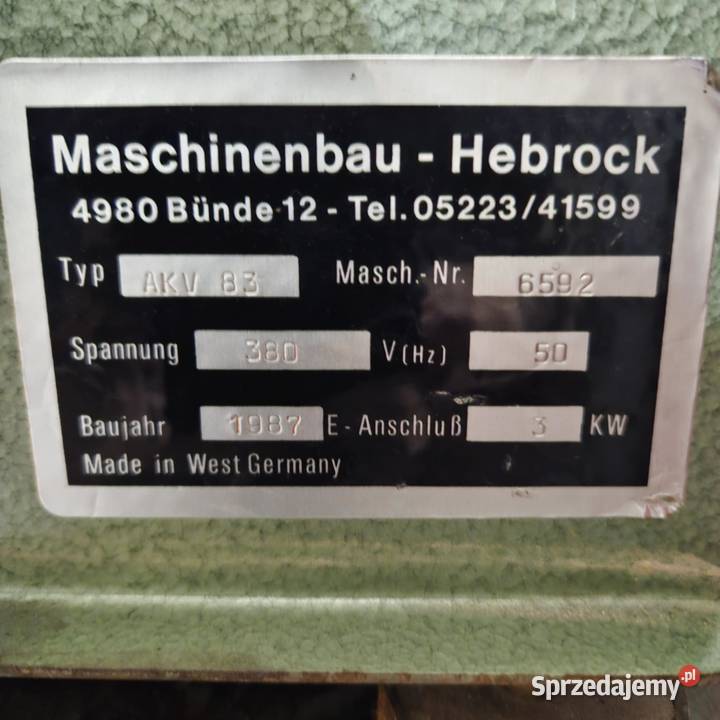 Maschinenbau - Hebrock
4980 Bünde 12 - Tel. 05223/41599
Typ AKV 83 Masch.-Nr. 6592
Spannung 380 V(Hz) 50
Baujahr 1987 E-Anschluß 3 KW
Made in West Germany
Sprzedajemy.pl